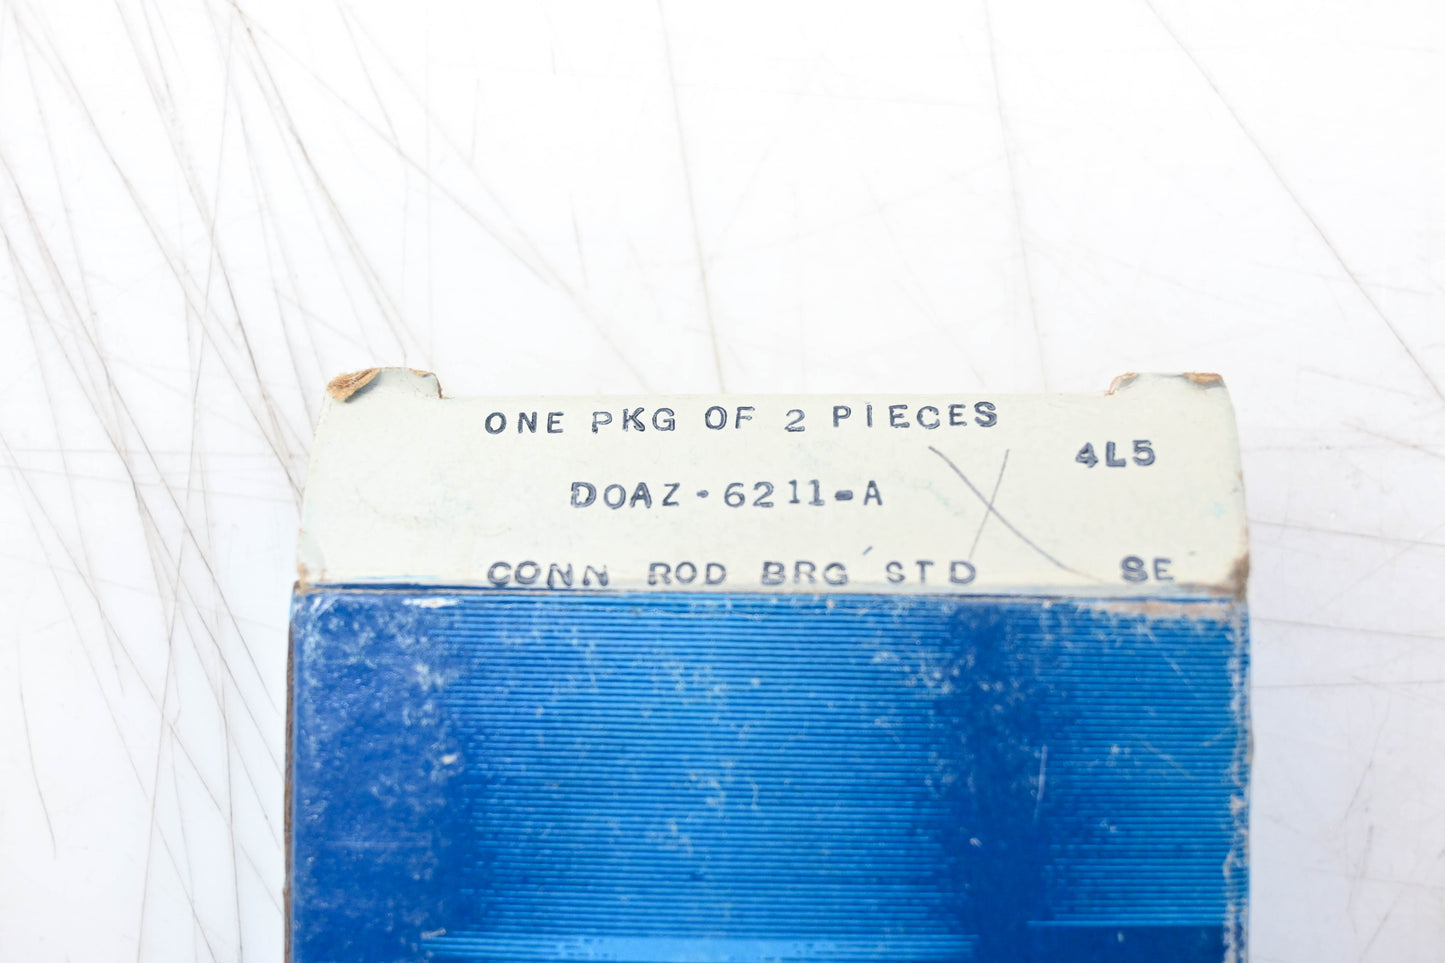 ONE PKG OF 2 PIECES
4L5
DOAZ-6211-A
CONN ROD BRG STD SE